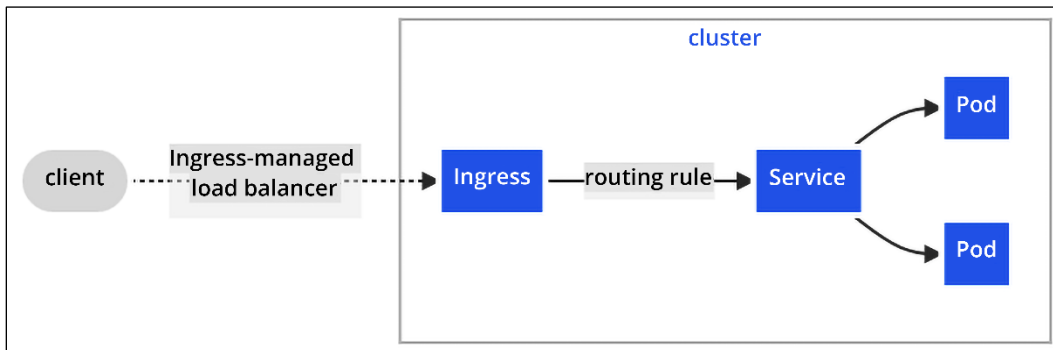 cluster
client
Ingress-managed
load balancer
Ingress
routing rule
Service
Pod
Pod